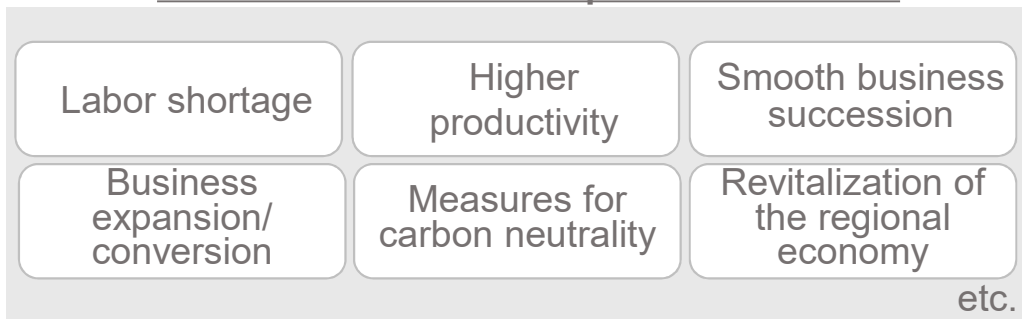 Labor shortage
Higher
productivity
Smooth business
succession
Business
expansion/
conversion
Measures for
carbon neutrality
Revitalization of
the regional
economy
etc.